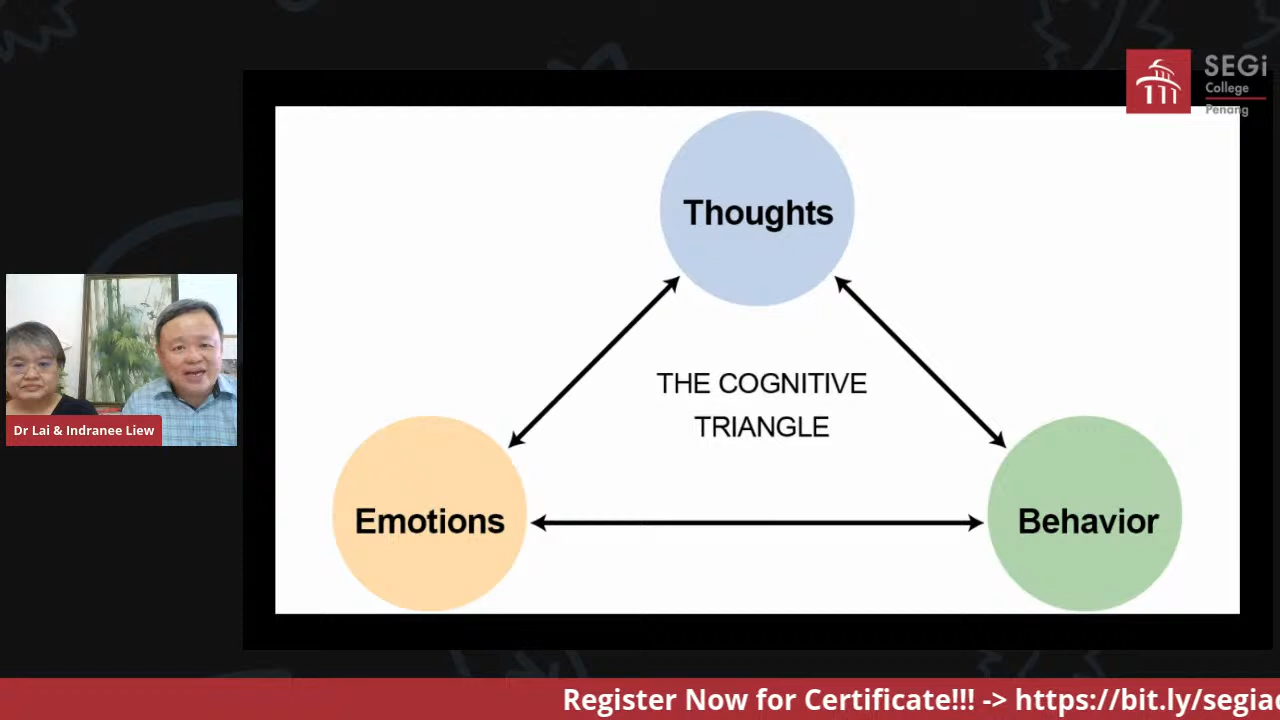 SEGi
College
Penang
Thoughts
THE COGNITIVE
TRIANGLE
Dr Lai & Indranee Liew
Emotions
Behavior
Register Now for Certificate!!! -> https://bit.ly/segiac